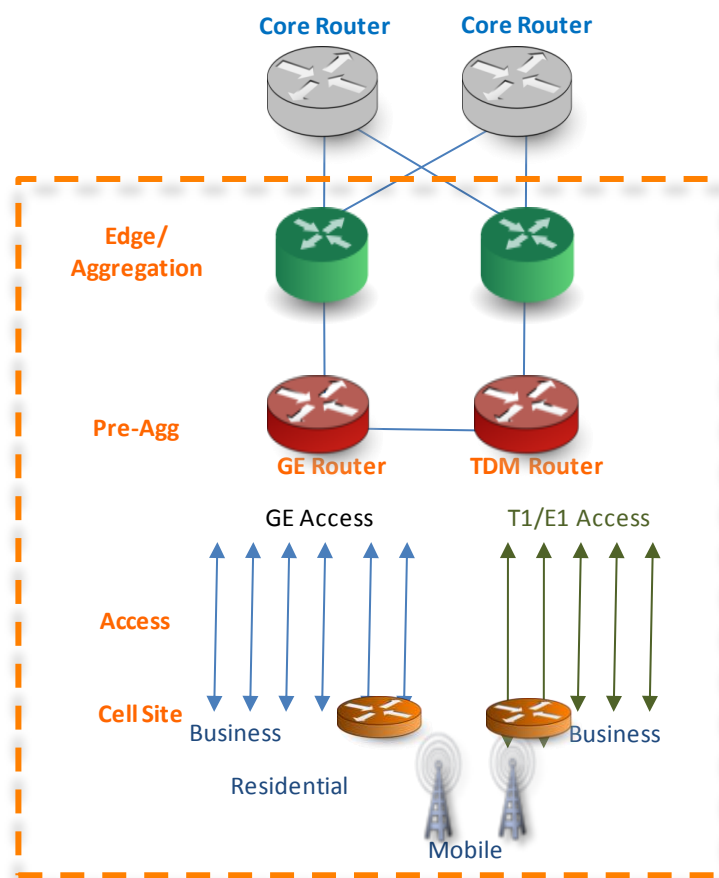 Core Router
Core Router
Edge/
Aggregation
Pre-Agg
GE Router
TDM Router
GE Access
T1/E1 Access
Access
Cell Site
Business
Business
Residential
Mobile